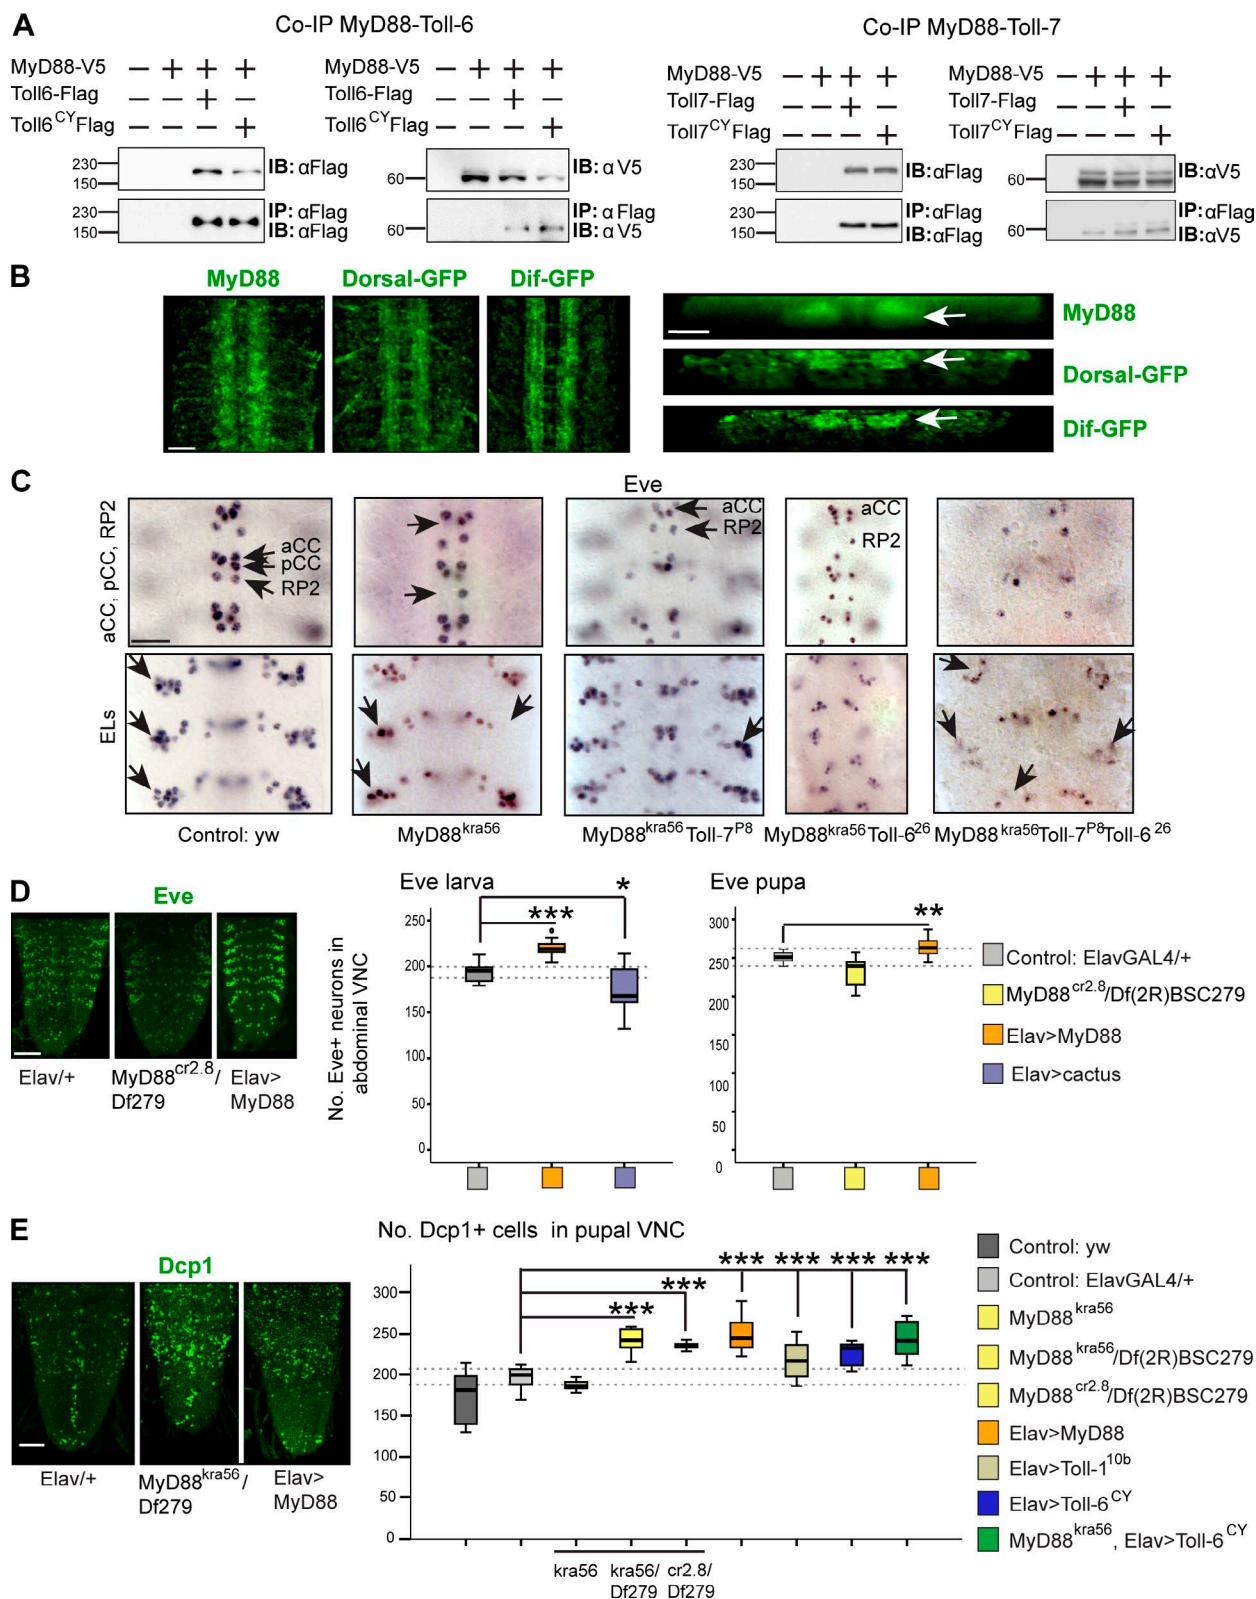 A
Co-IP MyD88-Toll-6
Co-IP MyD88-Toll-7
MyD88-V5 — + + +
Toll6-Flag — — + —
Toll6CYFlag — — — +
230
150
IB: αFlag
230
150
IP: αFlag
IB: αFlag
MyD88-V5 — + + +
Toll6-Flag — — + —
Toll6CYFlag — — — +
60
IB: αV5
60
IP: αFlag
IB: αV5
MyD88-V5 — + + +
Toll7-Flag — — + —
Toll7CYFlag — — — +
230
150
IB:αFlag
230
150
IP: αFlag
IB:αFlag
MyD88-V5 — + + +
Toll7-Flag — — + —
Toll7CYFlag — — — +
60
IB:αV5
60
IP: αFlag
IB:αV5
B
MyD88
Dorsal-GFP
Dif-GFP
MyD88
Dorsal-GFP
Dif-GFP
C
Eve
aCC, pCC, RP2
aCC
pCC
RP2
aCC
RP2
aCC
RP2
ELs
Control: yw
MyD88kra56
MyD88kra56Toll-7P8
MyD88kra56Toll-626
MyD88kra56Toll-7P8Toll-626
D
Eve
Elav/+
MyD88cr2.8/
Df279
Elav>
MyD88
Eve larva
No. Eve+ neurons in
abdominal VNC
250
200
150
100
50
0
***
*
Eve pupa
300
250
200
150
100
50
0
**
Control: ElavGAL4/+
MyD88cr2.8/Df(2R)BSC279
Elav>MyD88
Elav>cactus
E
Dcp1
Elav/+
MyD88kra56/
Df279
Elav>
MyD88
No. Dcp1+ cells in pupal VNC
300
250
200
150
100
50
0
***
***
*** *** *** ***
kra56
kra56/
Df279
cr2.8/
Df279
Control: yw
Control: ElavGAL4/+
MyD88kra56
MyD88kra56/Df(2R)BSC279
MyD88cr2.8/Df(2R)BSC279
Elav>MyD88
Elav>Toll-110b
Elav>Toll-6CY
MyD88kra56, Elav>Toll-6CY